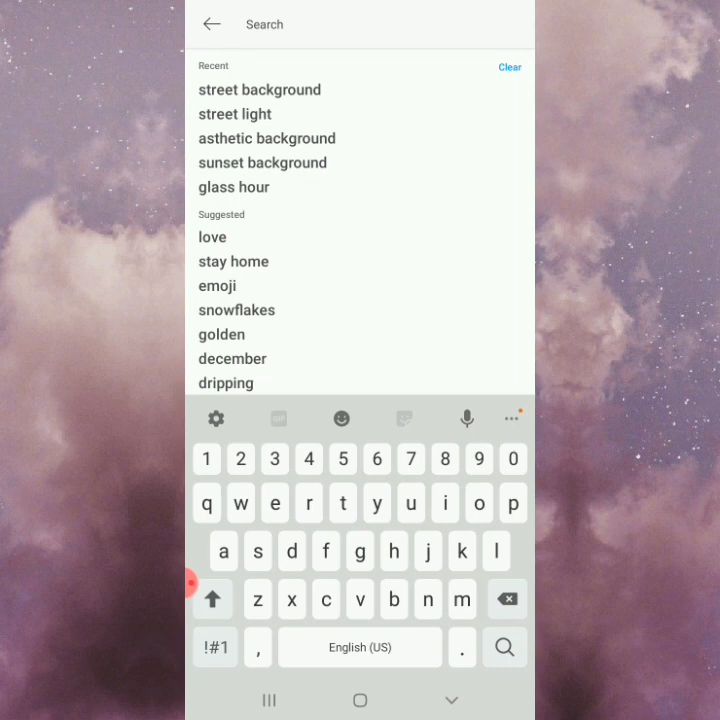 Search
Recent Clear
street background
street light
asthetic background
sunset background
glass hour
Suggested
love
stay home
emoji
snowflakes
golden
december
dripping
GIF
1 2 3 4 5 6 7 8 9 0
q w e r t y u i o p
a s d f g h j k l
z x c v b n m
!#1 , English (US) .